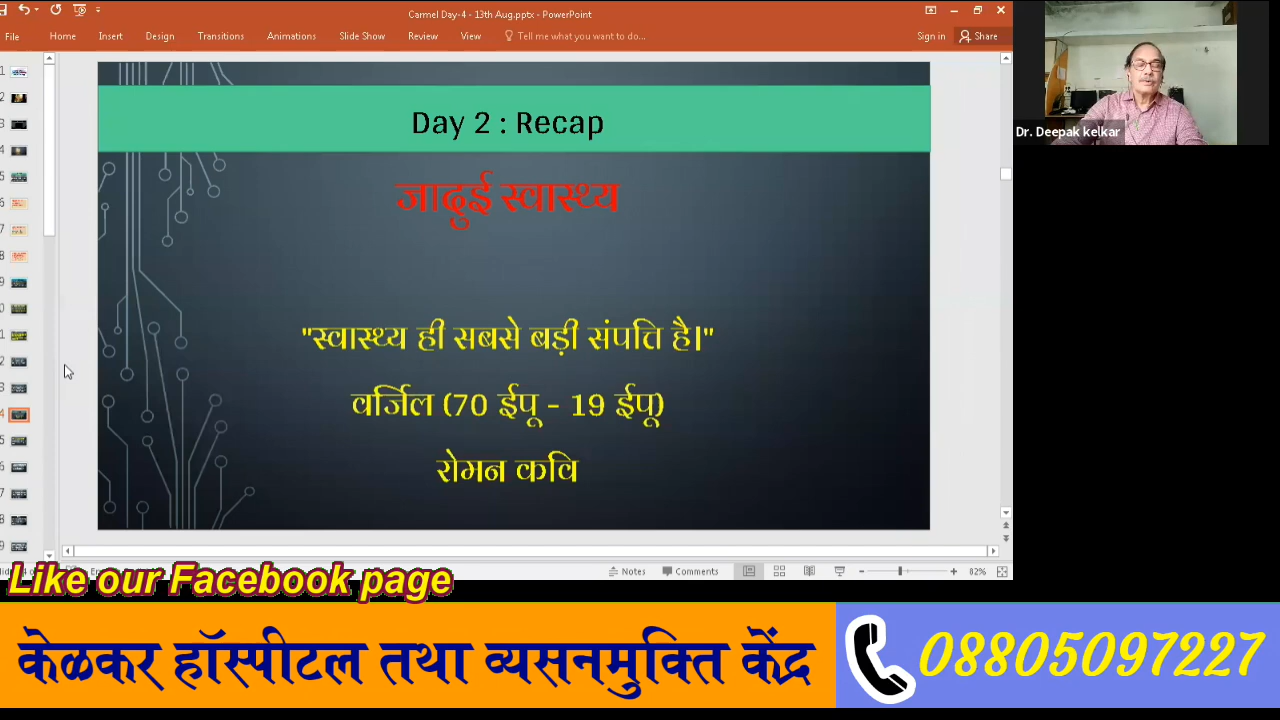 Carmel Day-4 - 13th Aug.pptx - PowerPoint
File Home Insert Design Transitions Animations Slide Show Review View Tell me what you want to do... Sign in Share
Dr. Deepak kelkar
Day 2 : Recap
जादुई स्वास्थ्य
"स्वास्थ्य ही सबसे बड़ी संपत्ति है।"
वर्जिल (70 ईपू - 19 ईपू)
रोमन कवि
Notes Comments 82%
Like our Facebook page
केळकर हॉस्पीटल तथा व्यसनमुक्ति केंद्र
08805097227